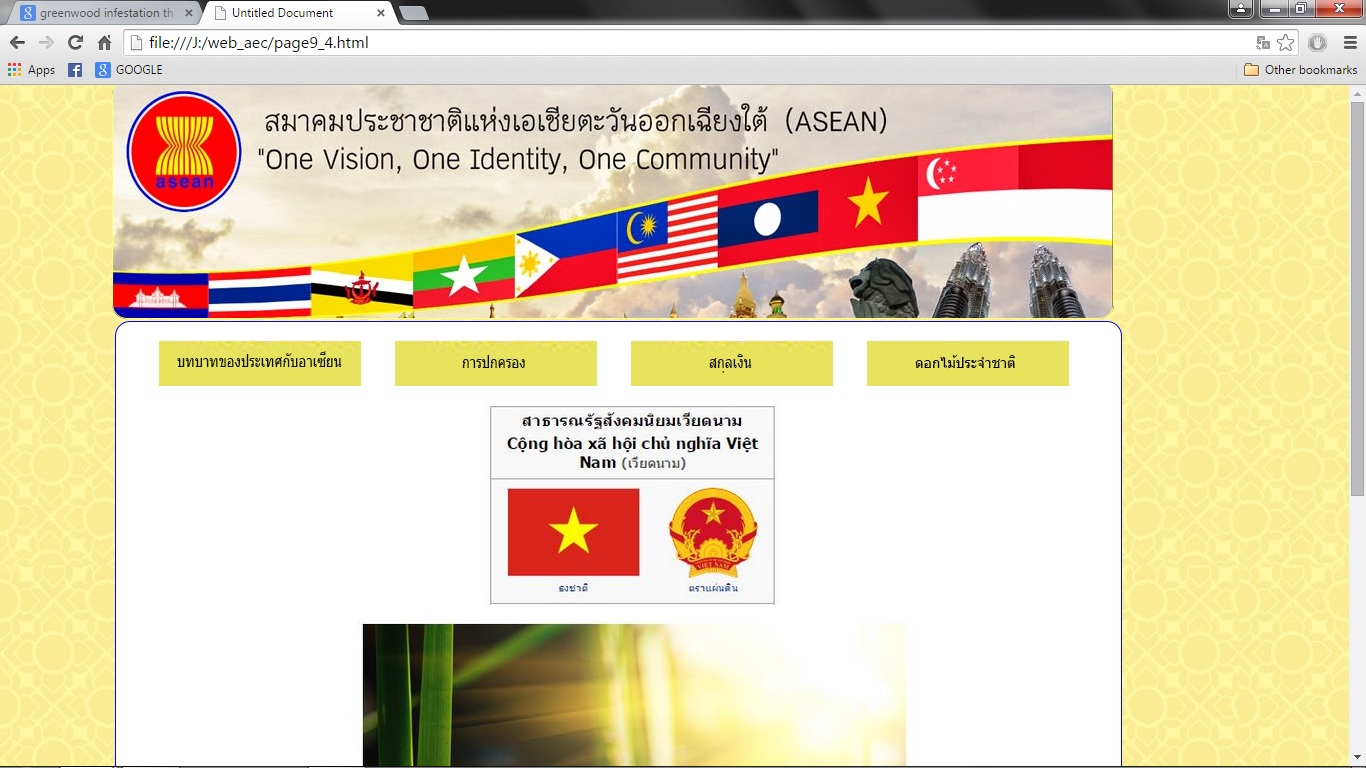 greenwood infestation th
Untitled Document
file:///J:/web_aec/page9_4.html
Apps
GOOGLE
Other bookmarks
asean
สมาคมประชาชาติแห่งเอเชียตะวันออกเฉียงใต้ (ASEAN)
"One Vision, One Identity, One Community"
บทบาทของประเทศกับอาเซียน
การปกครอง
สกุลเงิน
ดอกไม้ประจำชาติ
สาธารณรัฐสังคมนิยมเวียดนาม
Cộng hòa xã hội chủ nghĩa Việt
Nam (เวียดนาม)
VIET NAM
ธงชาติ
ตราแผ่นดิน